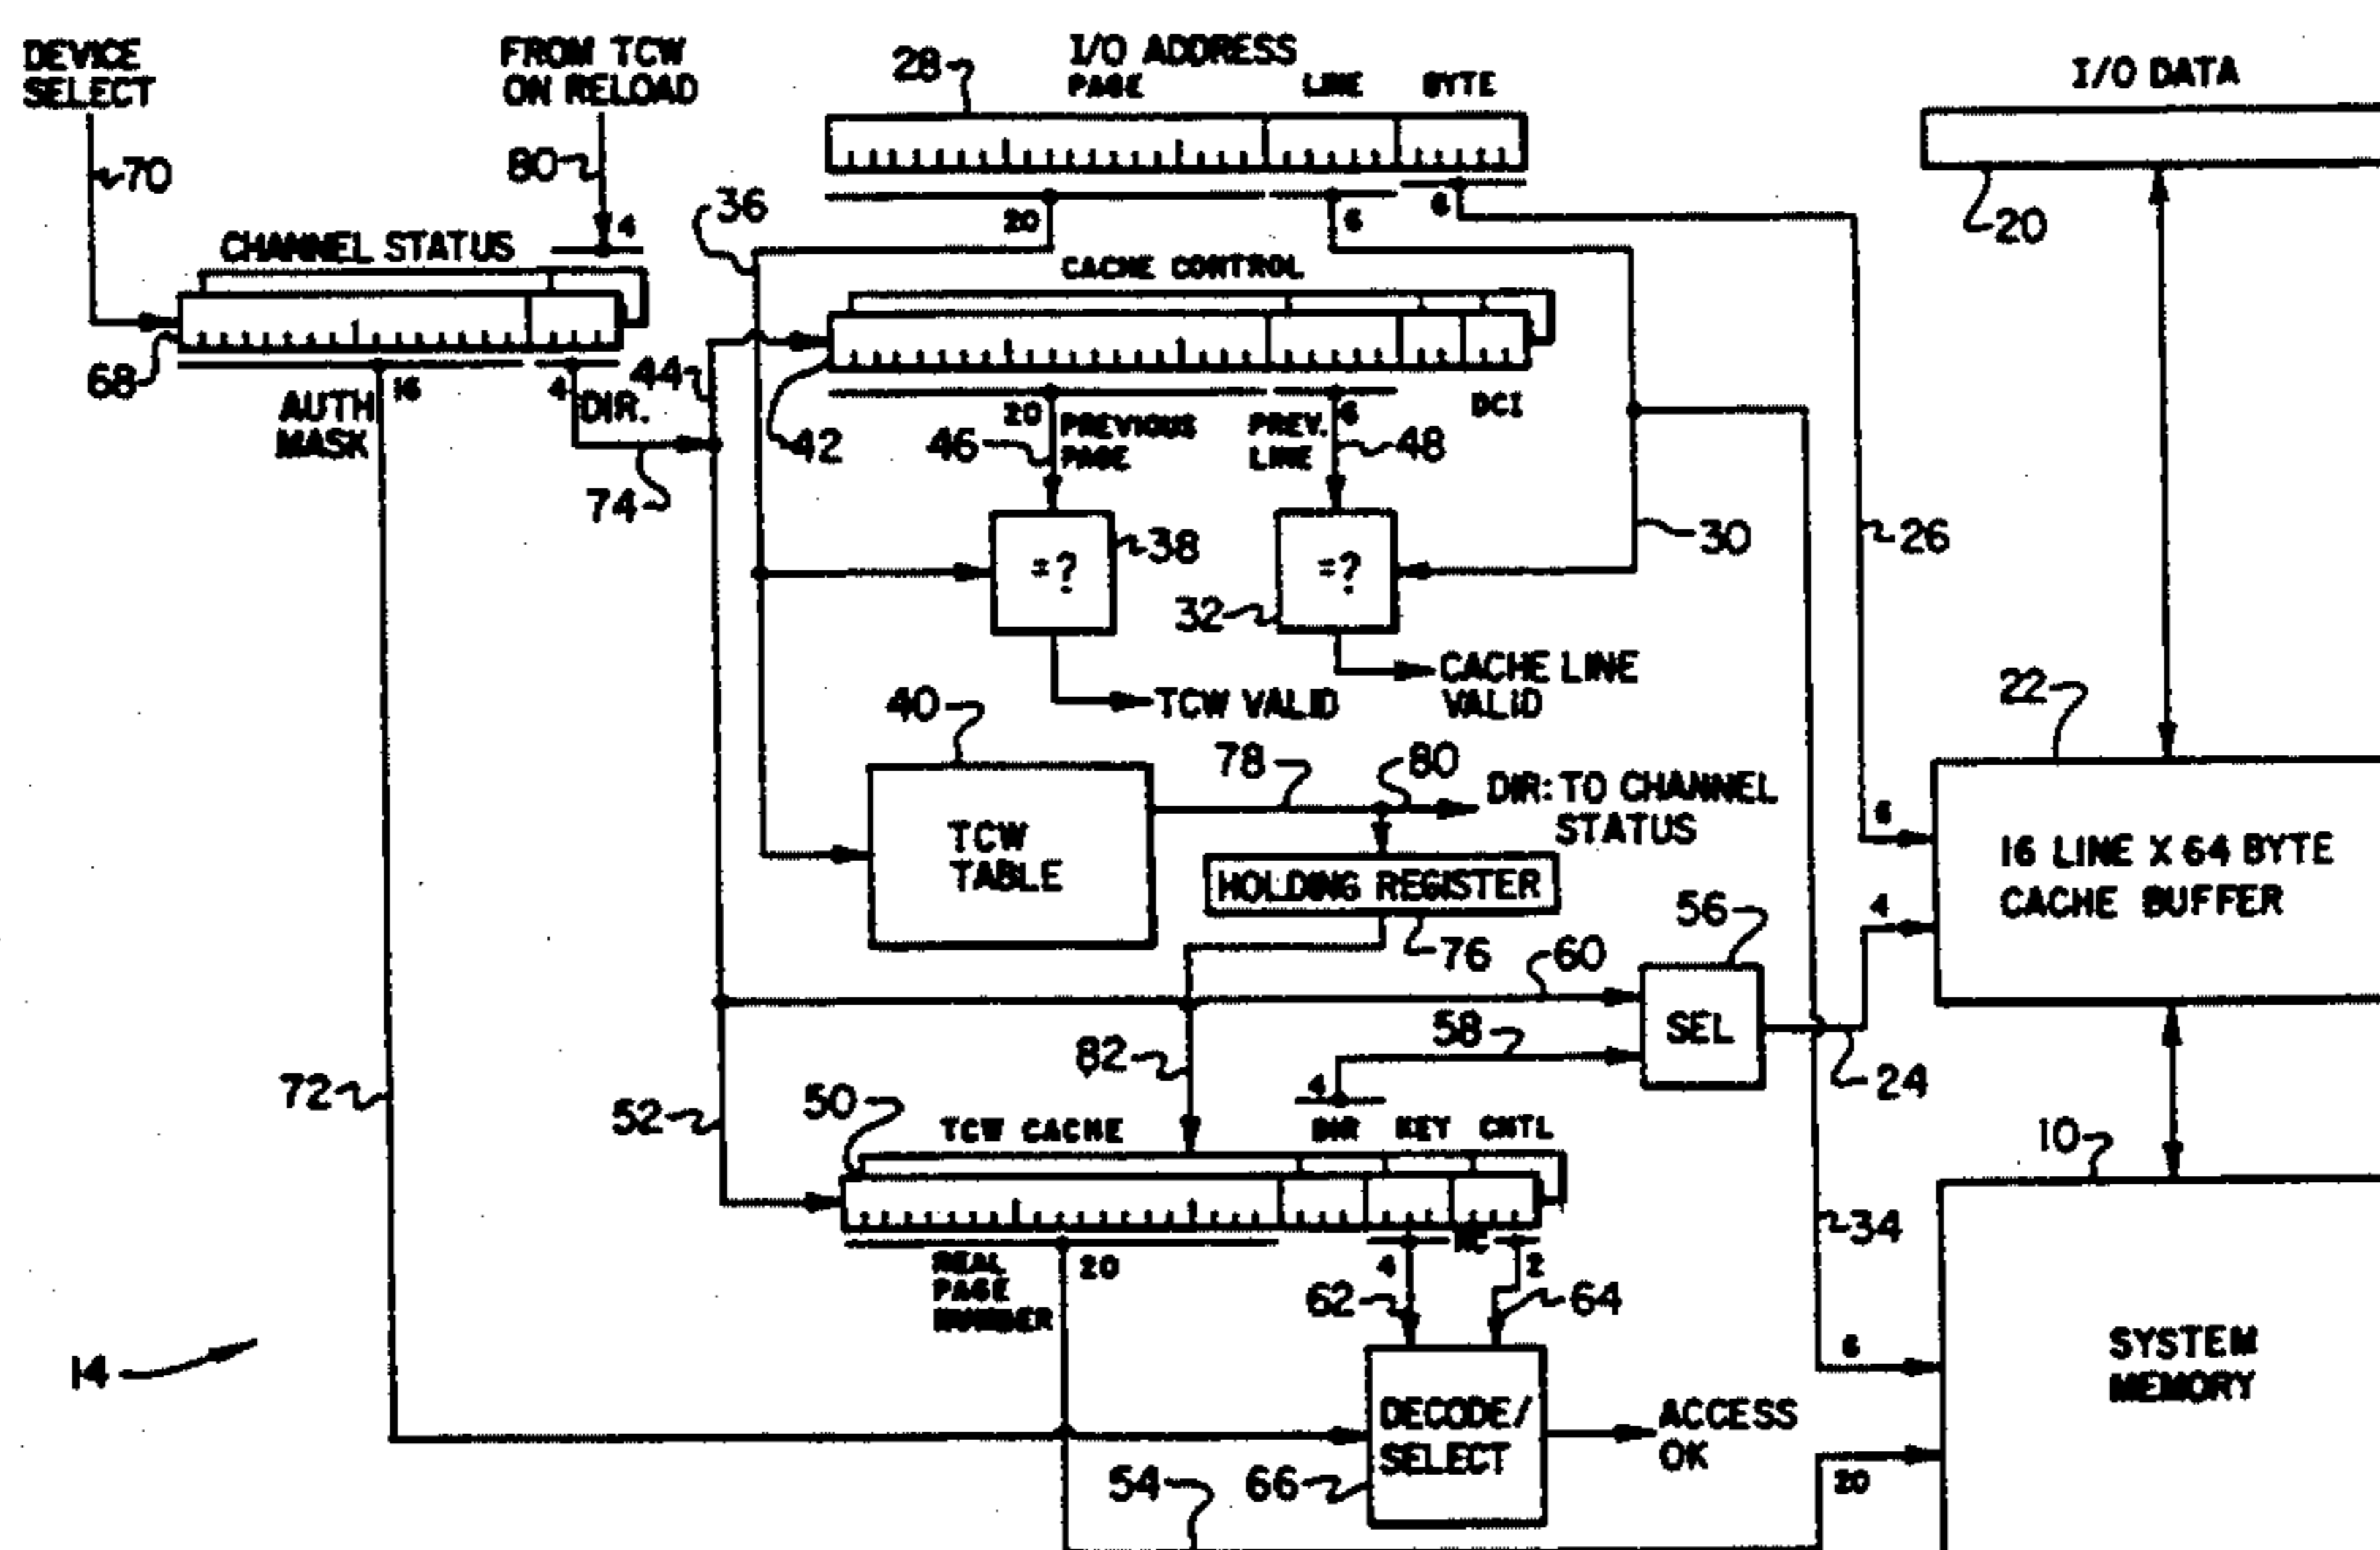 DEVICE
SELECT
70
FROM TCW
ON RELOAD
80
4
28
I/O ADDRESS
PAGE LINE BYTE
I/O DATA
20
CHANNEL STATUS
68
36
20
6
6
CACHE CONTROL
16
AUTH
MASK
4
DIR.
44
74
42
20
PREVIOUS
PAGE
46
PREV.
LINE
6
48
DCI
=?
38
=?
32
30
26
TCW VALID
CACHE LINE
VALID
40
TCW
TABLE
78
80
DIR: TO CHANNEL
STATUS
HOLDING REGISTER
76
22
6
4
16 LINE X 64 BYTE
CACHE BUFFER
56
60
SEL
58
24
82
72
52
50
TCW CACHE
4
KEY CNTL
10
34
REAL
PAGE
NUMBER
20
4
2
62
64
14
DECODE/
SELECT
66
ACCESS
OK
6
20
SYSTEM
MEMORY
54